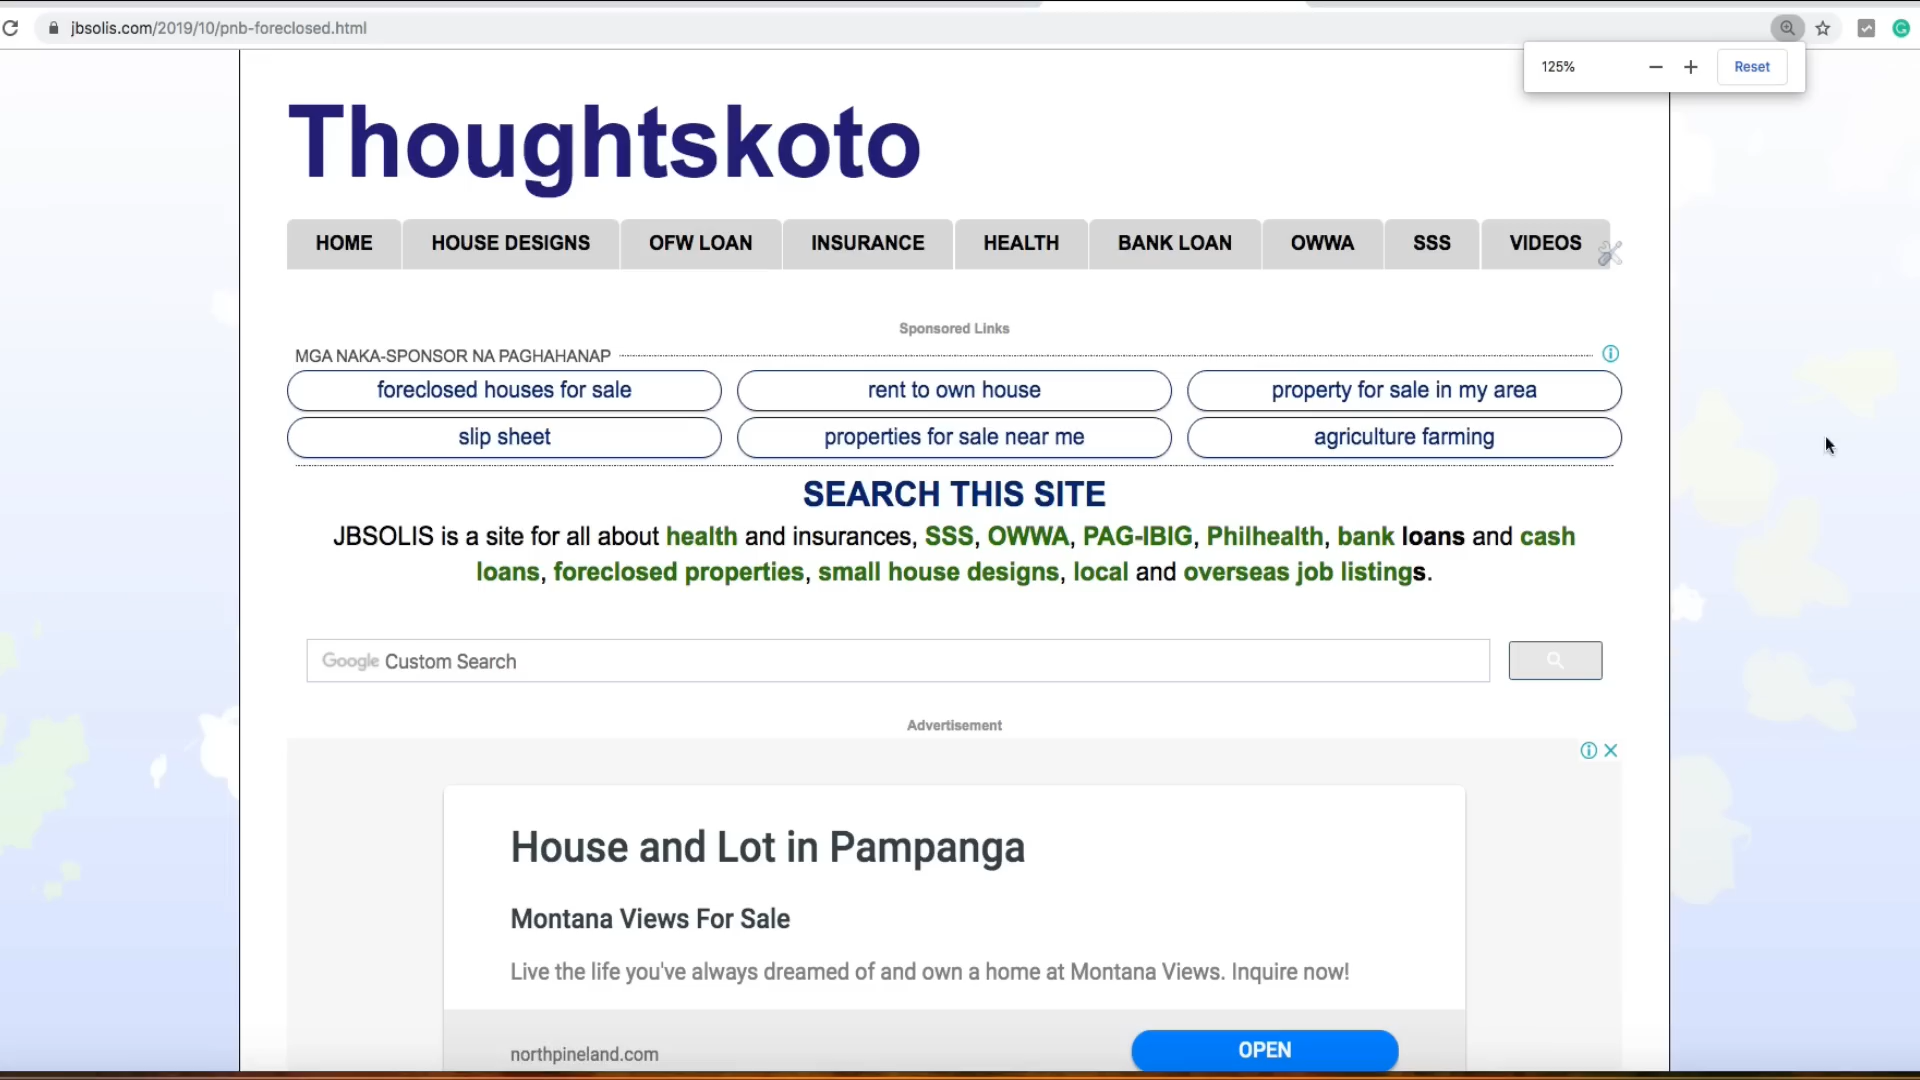 jbsolis.com/2019/10/pnb-foreclosed.html
125%
Reset
Thoughtskoto
HOME HOUSE DESIGNS OFW LOAN INSURANCE HEALTH BANK LOAN OWWA SSS VIDEOS
Sponsored Links
MGA NAKA-SPONSOR NA PAGHAHANAP
foreclosed houses for sale rent to own house property for sale in my area
slip sheet properties for sale near me agriculture farming
SEARCH THIS SITE
JBSOLIS is a site for all about health and insurances, SSS, OWWA, PAG-IBIG, Philhealth, bank loans and cash
loans, foreclosed properties, small house designs, local and overseas job listings.
Google Custom Search
Advertisement
House and Lot in Pampanga
Montana Views For Sale
Live the life you've always dreamed of and own a home at Montana Views. Inquire now!
northpineland.com OPEN